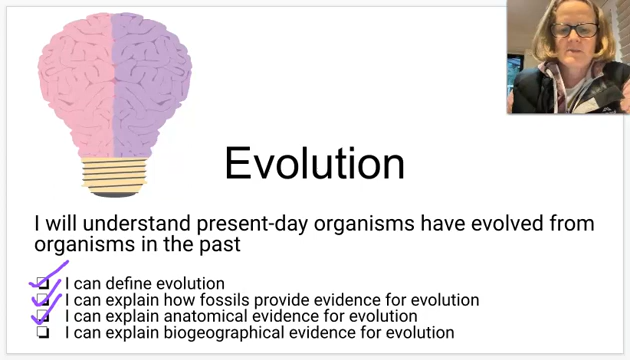 Evolution
I will understand present-day organisms have evolved from
organisms in the past
I can define evolution
I can explain how fossils provide evidence for evolution
I can explain anatomical evidence for evolution
I can explain biogeographical evidence for evolution